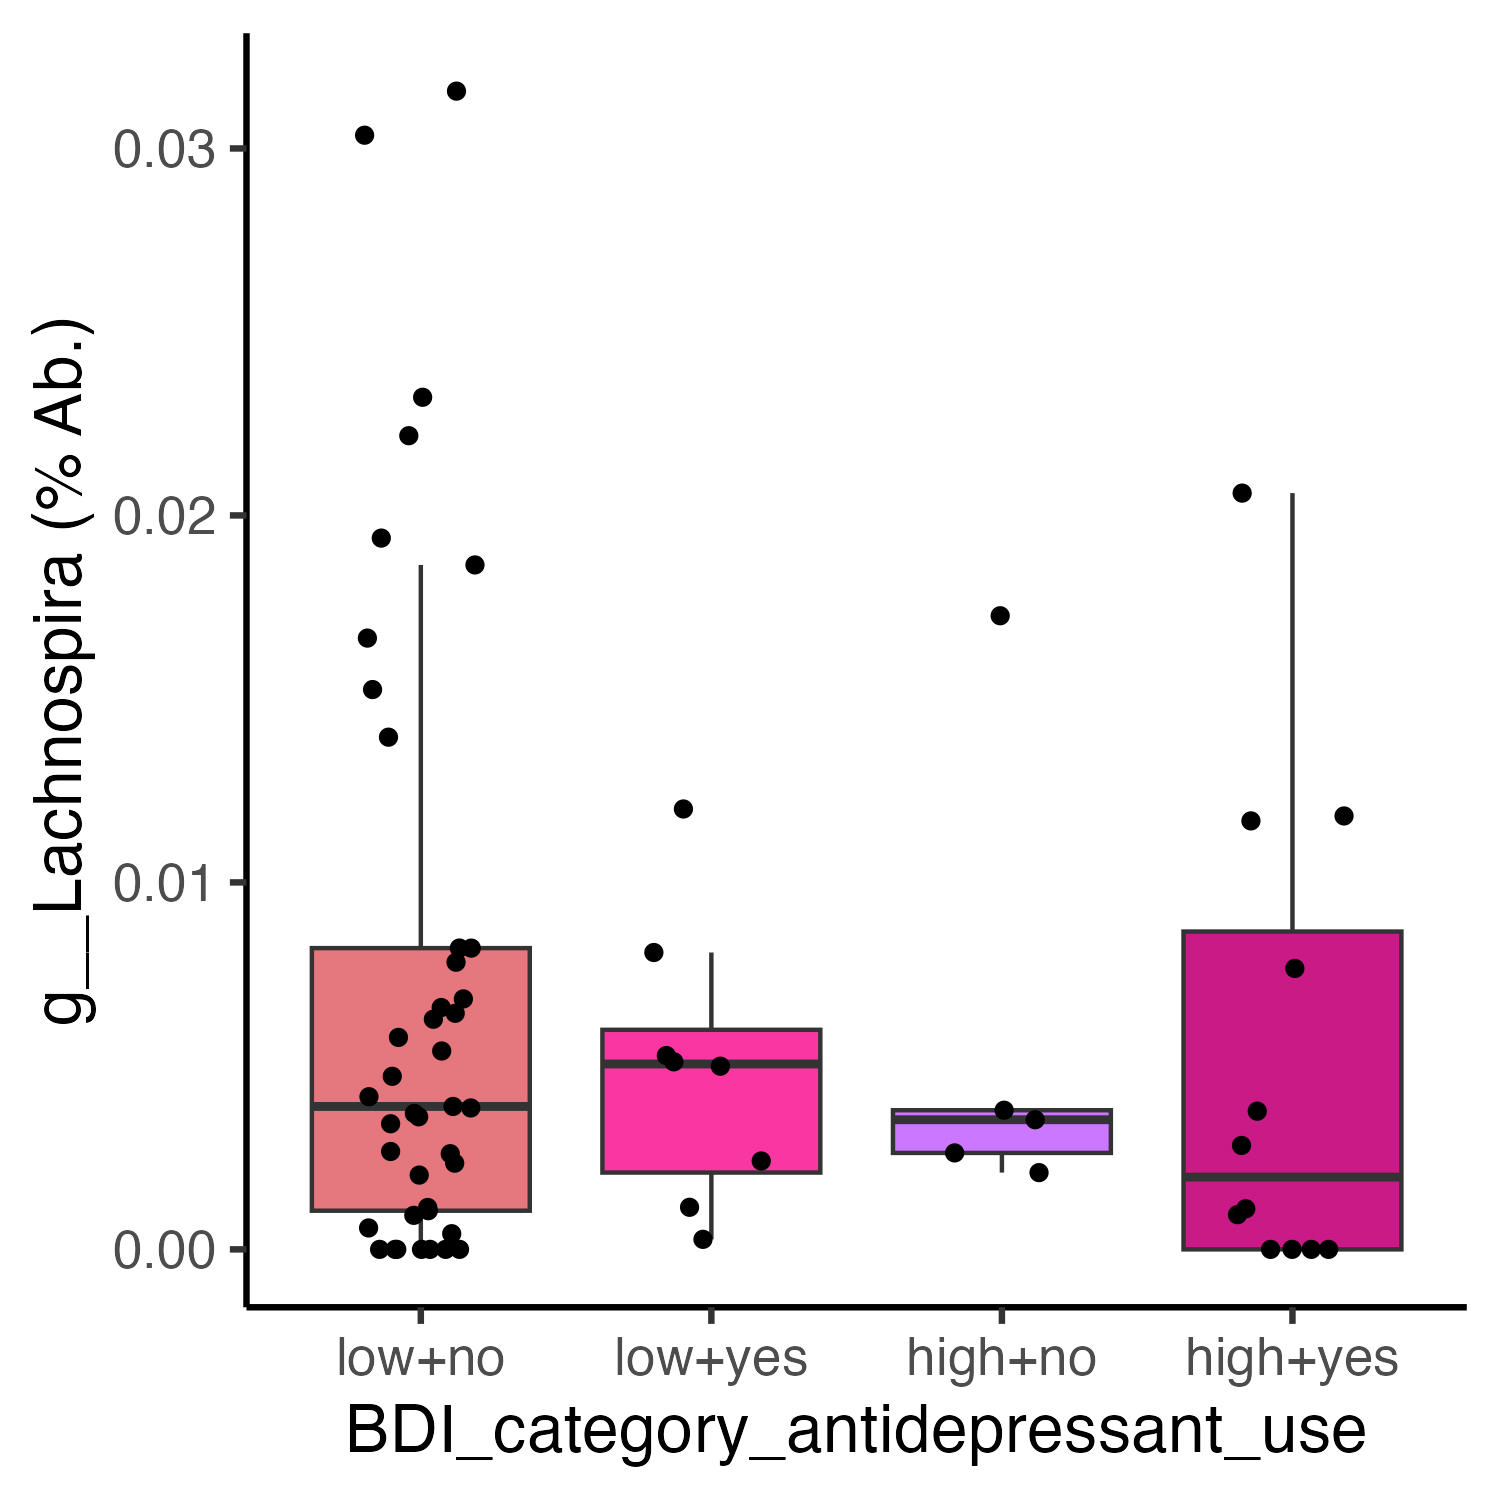 g__Lachnospira (% Ab.)
0.03
0.02
0.01
0.00
low+no low+yes high+no high+yes
BDI_category_antidepressant_use